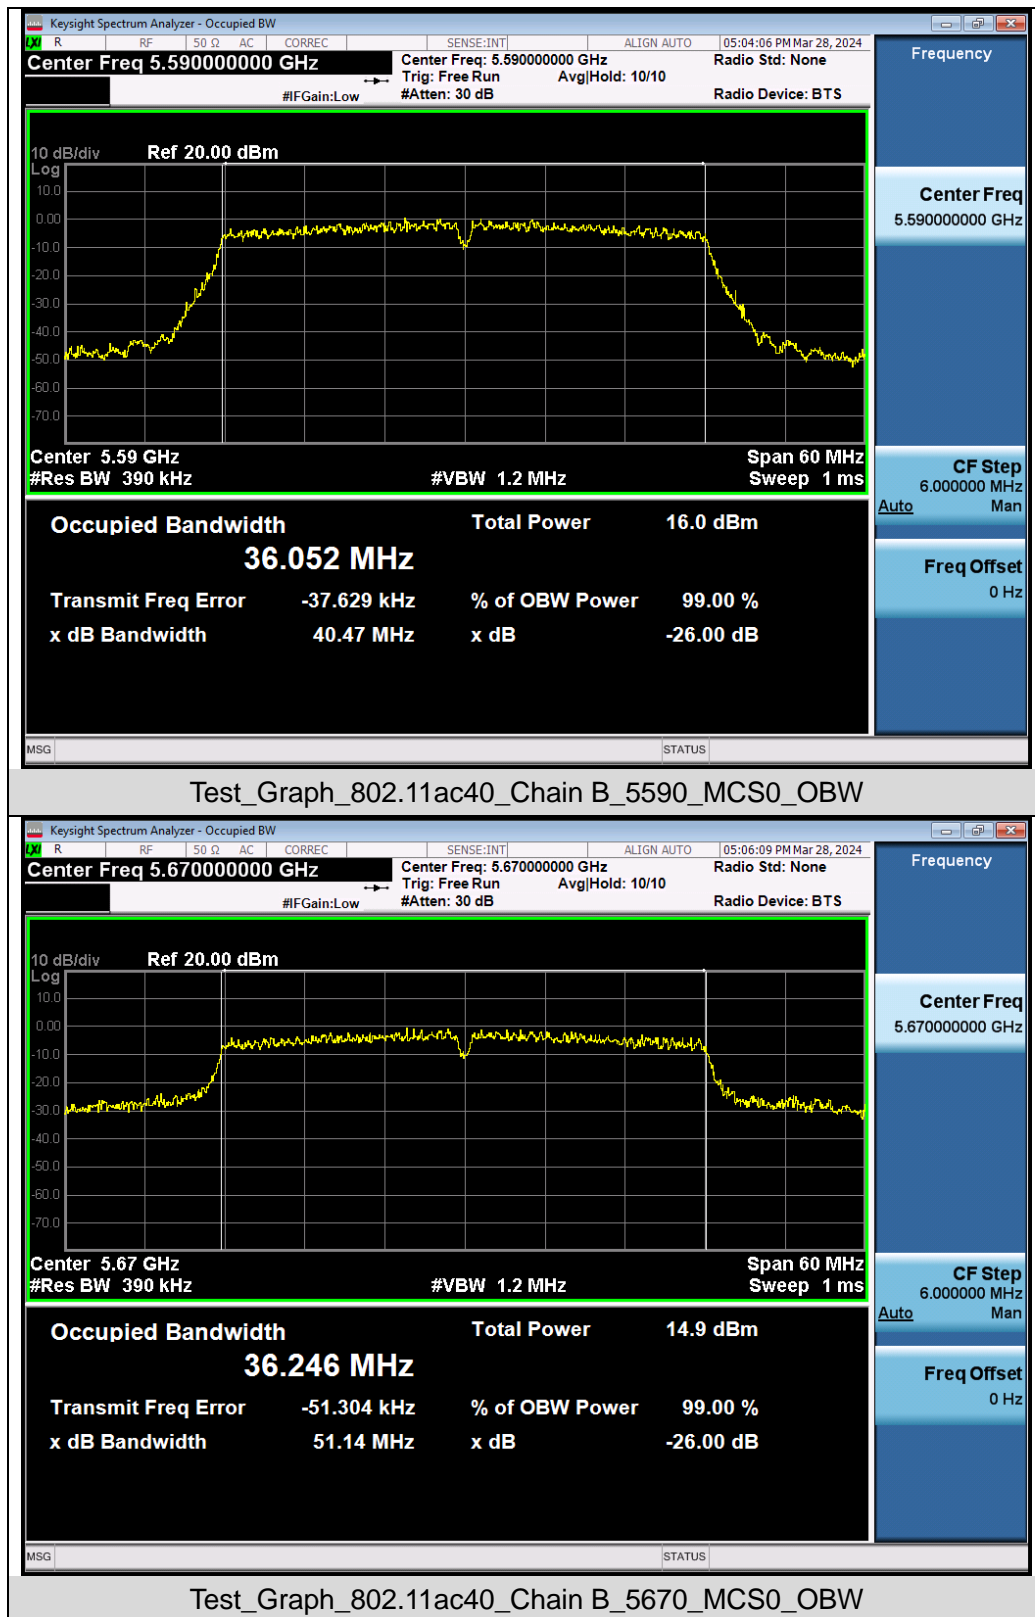 Keysight Spectrum Analyzer - Occupied BW
LXI R RF 50 Ω AC CORREC SENSE:INT ALIGN AUTO 05:04:06 PM Mar 28, 2024
Center Freq 5.590000000 GHz Center Freq: 5.590000000 GHz Radio Std: None
Trig: Free Run Avg|Hold: 10/10
#IFGain:Low #Atten: 30 dB Radio Device: BTS
10 dB/div Ref 20.00 dBm
Log
10.0
0.00
-10.0
-20.0
-30.0
-40.0
-50.0
-60.0
-70.0
Center 5.59 GHz Span 60 MHz
#Res BW 390 kHz #VBW 1.2 MHz Sweep 1 ms
Occupied Bandwidth Total Power 16.0 dBm
36.052 MHz
Transmit Freq Error -37.629 kHz % of OBW Power 99.00 %
x dB Bandwidth 40.47 MHz x dB -26.00 dB
MSG STATUS
Frequency
Center Freq
5.590000000 GHz
CF Step
6.000000 MHz
Auto Man
Freq Offset
0 Hz
Test_Graph_802.11ac40_Chain B_5590_MCS0_OBW
Keysight Spectrum Analyzer - Occupied BW
LXI R RF 50 Ω AC CORREC SENSE:INT ALIGN AUTO 05:06:09 PM Mar 28, 2024
Center Freq 5.670000000 GHz Center Freq: 5.670000000 GHz Radio Std: None
Trig: Free Run Avg|Hold: 10/10
#IFGain:Low #Atten: 30 dB Radio Device: BTS
10 dB/div Ref 20.00 dBm
Log
10.0
0.00
-10.0
-20.0
-30.0
-40.0
-50.0
-60.0
-70.0
Center 5.67 GHz Span 60 MHz
#Res BW 390 kHz #VBW 1.2 MHz Sweep 1 ms
Occupied Bandwidth Total Power 14.9 dBm
36.246 MHz
Transmit Freq Error -51.304 kHz % of OBW Power 99.00 %
x dB Bandwidth 51.14 MHz x dB -26.00 dB
MSG STATUS
Frequency
Center Freq
5.670000000 GHz
CF Step
6.000000 MHz
Auto Man
Freq Offset
0 Hz
Test_Graph_802.11ac40_Chain B_5670_MCS0_OBW